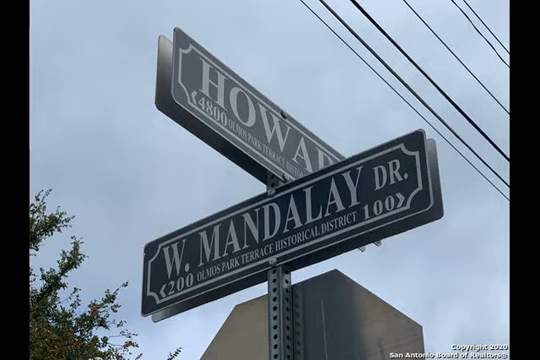 HOWAR
<4800 OLMOS PARK TERRACE HISTORIC
W. MANDALAY DR.
<200 OLMOS PARK TERRACE HISTORICAL DISTRICT 100>
Copyright 2020
San Antonio Board of Realtors®